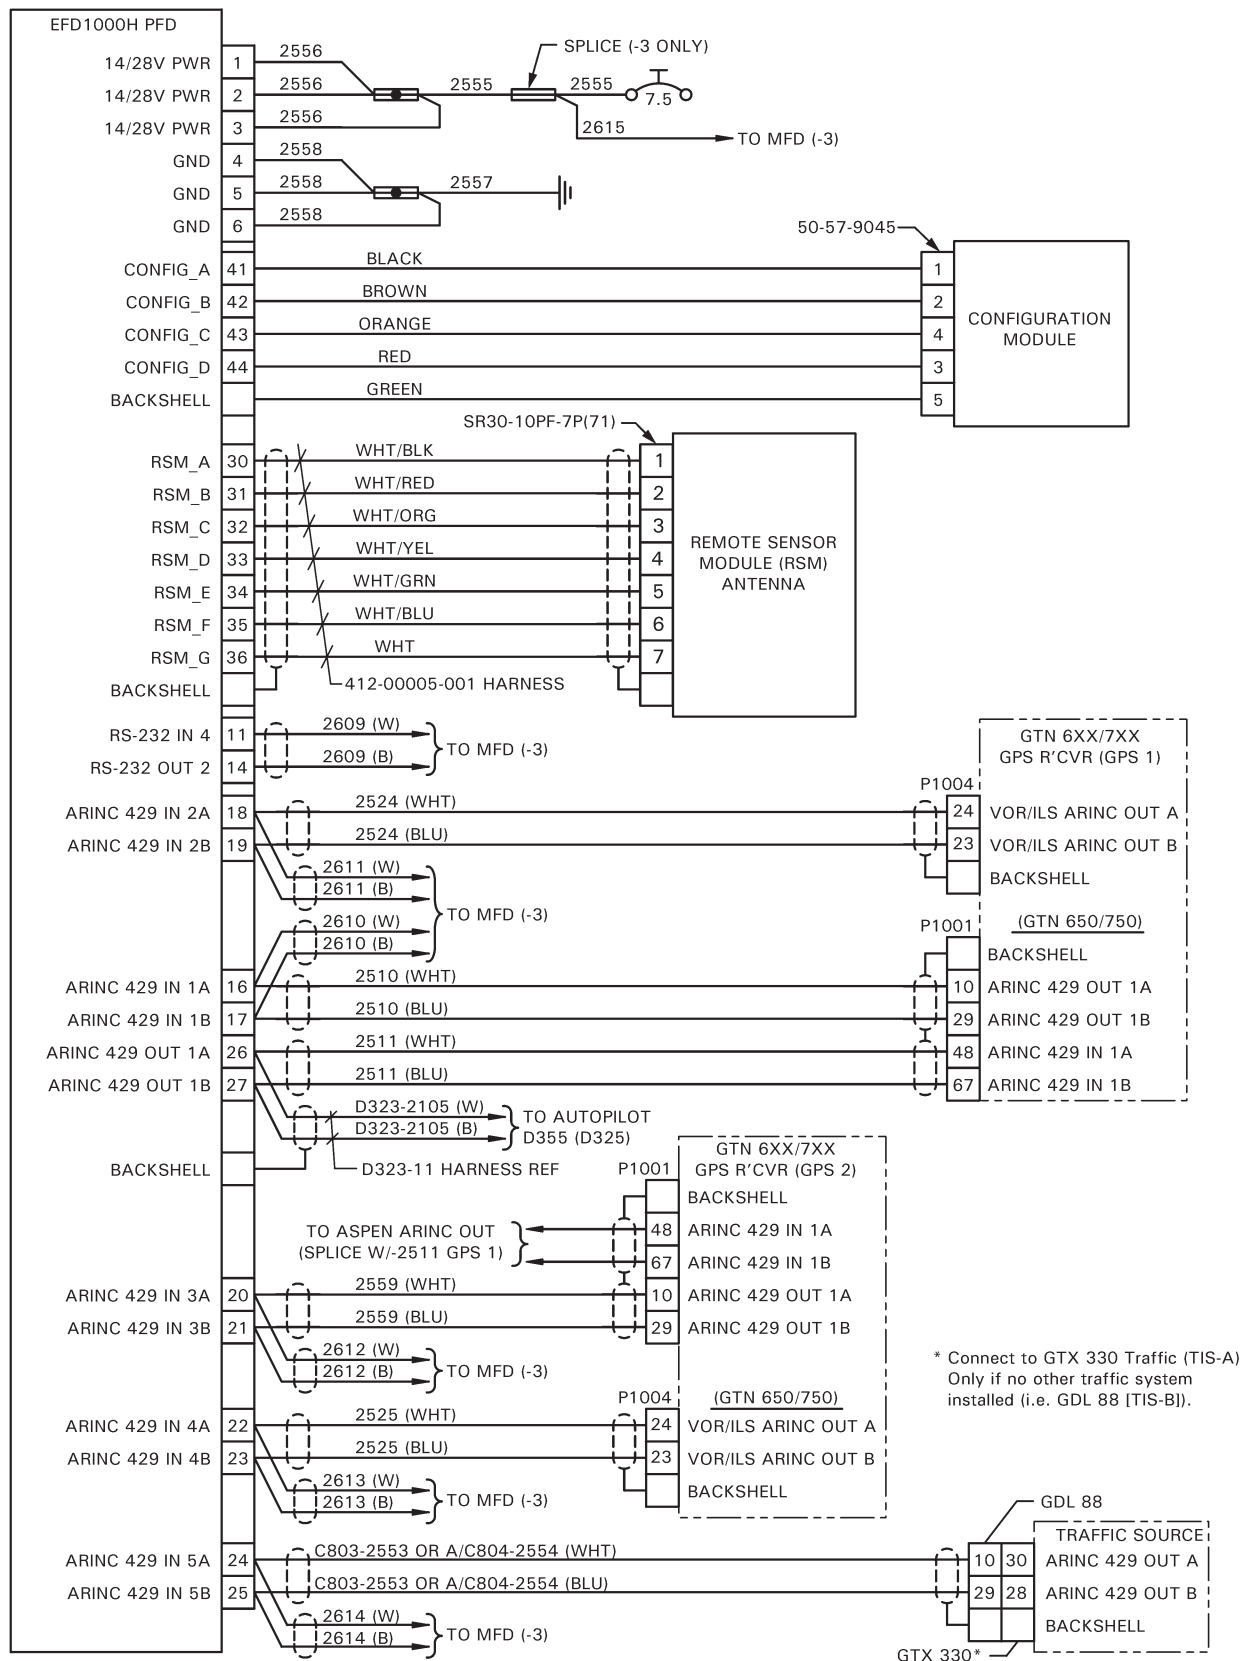 EFD1000H PFD
14/28V PWR 1 2556
SPLICE (-3 ONLY)
14/28V PWR 2 2556 2555 2555 7.5
14/28V PWR 3 2556
2615 TO MFD (-3)
GND 4 2558
GND 5 2558 2557
GND 6 2558
50-57-9045
CONFIG_A 41 BLACK 1
CONFIG_B 42 BROWN 2
CONFIG_C 43 ORANGE 4
CONFIG_D 44 RED 3
BACKSHELL GREEN 5
CONFIGURATION
MODULE
SR30-10PF-7P(71)
RSM_A 30 WHT/BLK 1
RSM_B 31 WHT/RED 2
RSM_C 32 WHT/ORG 3
RSM_D 33 WHT/YEL 4
RSM_E 34 WHT/GRN 5
RSM_F 35 WHT/BLU 6
RSM_G 36 WHT 7
BACKSHELL
412-00005-001 HARNESS
REMOTE SENSOR
MODULE (RSM)
ANTENNA
RS-232 IN 4 11 2609 (W)
RS-232 OUT 2 14 2609 (B)
TO MFD (-3)
GTN 6XX/7XX
GPS R'CVR (GPS 1)
P1004
ARINC 429 IN 2A 18 2524 (WHT) 24 VOR/ILS ARINC OUT A
ARINC 429 IN 2B 19 2524 (BLU) 23 VOR/ILS ARINC OUT B
BACKSHELL
2611 (W)
2611 (B)
TO MFD (-3)
2610 (W)
2610 (B)
(GTN 650/750)
P1001
BACKSHELL
ARINC 429 IN 1A 16 2510 (WHT) 10 ARINC 429 OUT 1A
ARINC 429 IN 1B 17 2510 (BLU) 29 ARINC 429 OUT 1B
ARINC 429 OUT 1A 26 2511 (WHT) 48 ARINC 429 IN 1A
ARINC 429 OUT 1B 27 2511 (BLU) 67 ARINC 429 IN 1B
D323-2105 (W)
D323-2105 (B)
TO AUTOPILOT
D355 (D325)
BACKSHELL
D323-11 HARNESS REF
GTN 6XX/7XX
GPS R'CVR (GPS 2)
P1001
BACKSHELL
TO ASPEN ARINC OUT
(SPLICE W/-2511 GPS 1)
48 ARINC 429 IN 1A
67 ARINC 429 IN 1B
ARINC 429 IN 3A 20 2559 (WHT) 10 ARINC 429 OUT 1A
ARINC 429 IN 3B 21 2559 (BLU) 29 ARINC 429 OUT 1B
2612 (W)
2612 (B)
TO MFD (-3)
* Connect to GTX 330 Traffic (TIS-A)
Only if no other traffic system
installed (i.e. GDL 88 [TIS-B]).
(GTN 650/750)
P1004
ARINC 429 IN 4A 22 2525 (WHT) 24 VOR/ILS ARINC OUT A
ARINC 429 IN 4B 23 2525 (BLU) 23 VOR/ILS ARINC OUT B
BACKSHELL
2613 (W)
2613 (B)
TO MFD (-3)
GDL 88
TRAFFIC SOURCE
ARINC 429 IN 5A 24 C803-2553 OR A/C804-2554 (WHT) 10 30 ARINC 429 OUT A
ARINC 429 IN 5B 25 C803-2553 OR A/C804-2554 (BLU) 29 28 ARINC 429 OUT B
BACKSHELL
2614 (W)
2614 (B)
TO MFD (-3)
GTX 330*